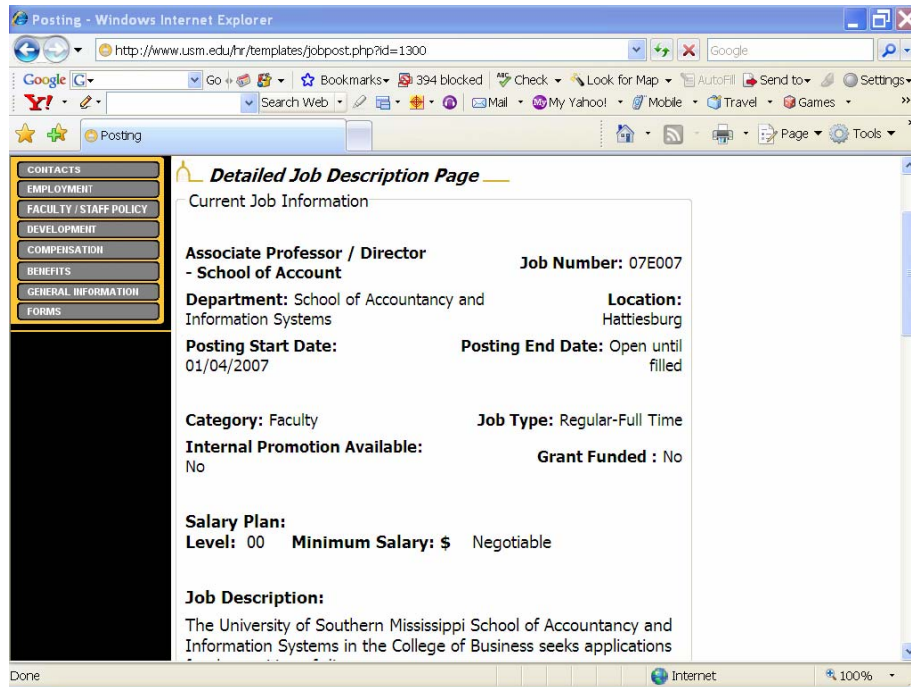 Posting - Windows Internet Explorer
http://www.usm.edu/hr/templates/jobpost.php?id=1300
Google
Google G Go Bookmarks 394 blocked Check Look for Map AutoFill Send to Settings
Y! Search Web Mail My Yahoo! Mobile Travel Games »
Posting Page Tools
CONTACTS
EMPLOYMENT
FACULTY / STAFF POLICY
DEVELOPMENT
COMPENSATION
BENEFITS
GENERAL INFORMATION
FORMS
Detailed Job Description Page
Current Job Information
Associate Professor / Director
- School of Account
Job Number: 07E007
Department: School of Accountancy and
Information Systems
Location:
Hattiesburg
Posting Start Date:
01/04/2007
Posting End Date: Open until
filled
Category: Faculty
Job Type: Regular-Full Time
Internal Promotion Available:
No
Grant Funded : No
Salary Plan:
Level: 00 Minimum Salary: $ Negotiable
Job Description:
The University of Southern Mississippi School of Accountancy and
Information Systems in the College of Business seeks applications
Done Internet 100%